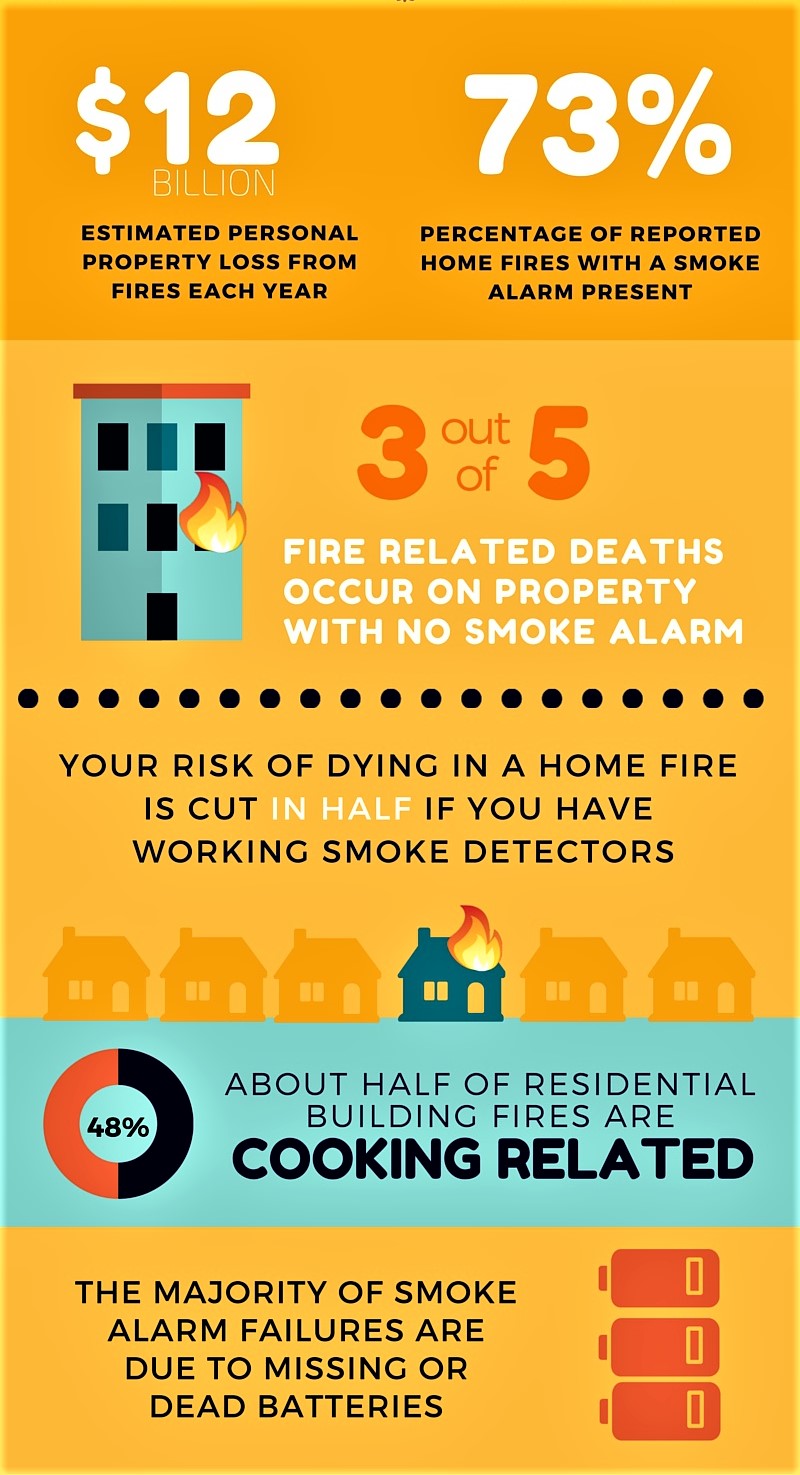 $12
BILLION
ESTIMATED PERSONAL
PROPERTY LOSS FROM
FIRES EACH YEAR
73%
PERCENTAGE OF REPORTED
HOME FIRES WITH A SMOKE
ALARM PRESENT
3 out of 5
FIRE RELATED DEATHS
OCCUR ON PROPERTY
WITH NO SMOKE ALARM
YOUR RISK OF DYING IN A HOME FIRE
IS CUT IN HALF IF YOU HAVE
WORKING SMOKE DETECTORS
48%
ABOUT HALF OF RESIDENTIAL
BUILDING FIRES ARE
COOKING RELATED
THE MAJORITY OF SMOKE
ALARM FAILURES ARE
DUE TO MISSING OR
DEAD BATTERIES